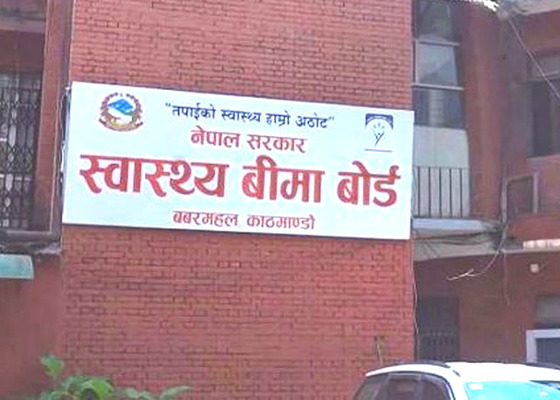 "तपाईको स्वास्थ्य हाम्रो अठोट"
नेपाल सरकार
स्वास्थ्य बीमा बोर्ड
बबरमहल काठमाण्डौ